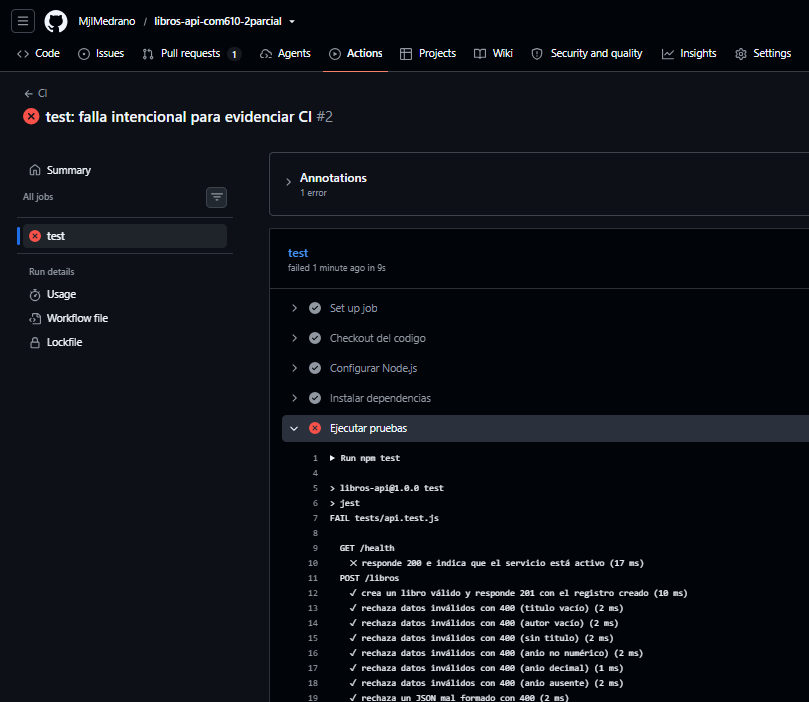 MjlMedrano / libros-api-com610-2parcial
Code Issues Pull requests 1 Agents Actions Projects Wiki Security and quality Insights Settings
← CI
test: falla intencional para evidenciar CI #2
Summary
All jobs
test
Run details
Usage
Workflow file
Lockfile
Annotations
1 error
test
failed 1 minute ago in 9s
Set up job
Checkout del codigo
Configurar Node.js
Instalar dependencias
Ejecutar pruebas
1 ▶ Run npm test
4
5 > libros-api@1.0.0 test
6 > jest
7 FAIL tests/api.test.js
8
9 GET /health
10 ✕ responde 200 e indica que el servicio está activo (17 ms)
11 POST /libros
12 ✓ crea un libro válido y responde 201 con el registro creado (10 ms)
13 ✓ rechaza datos inválidos con 400 (titulo vacío) (2 ms)
14 ✓ rechaza datos inválidos con 400 (autor vacío) (2 ms)
15 ✓ rechaza datos inválidos con 400 (sin titulo) (2 ms)
16 ✓ rechaza datos inválidos con 400 (anio no numérico) (2 ms)
17 ✓ rechaza datos inválidos con 400 (anio decimal) (1 ms)
18 ✓ rechaza datos inválidos con 400 (anio ausente) (2 ms)
19 ✓ rechaza un JSON mal formado con 400 (2 ms)